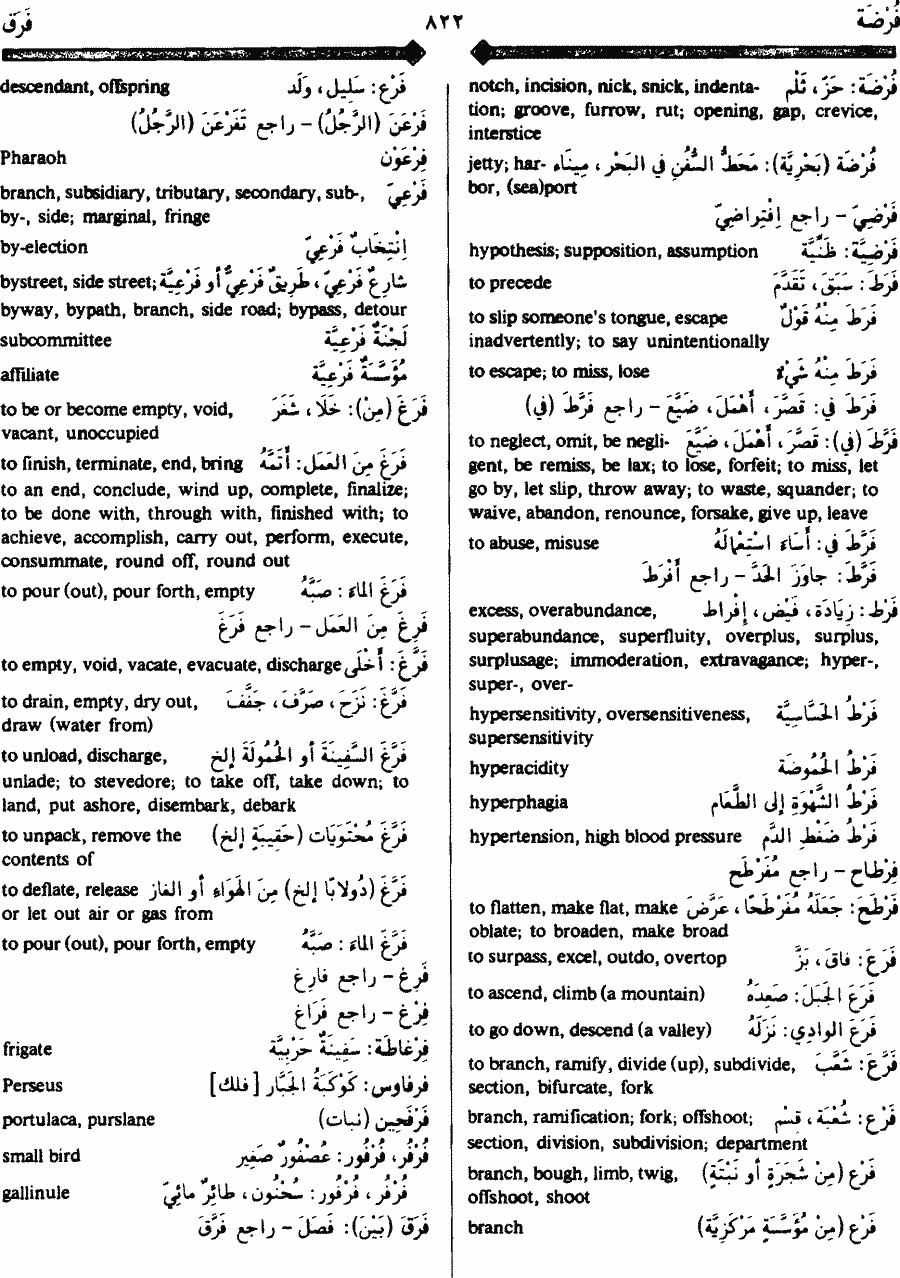 فُرْضَة ٨٢٢ فَرَق
فُرْضَة: حَزّ، ثَلْم notch, incision, nick, snick, indenta-
tion; groove, furrow, rut; opening, gap, crevice,
interstice
فُرْضَة (بَحْرِيَّة): مَحَطُّ السُّفُنِ في البَحْر، مِينَاء jetty; har-
bor, (sea)port
فَرْضِيّ - راجع اِفْتِراضِيّ
فَرْضِيَّة: ظَنِّيَّة hypothesis; supposition, assumption
فَرَطَ: سَبَقَ، تَقَدَّمَ to precede
فَرَطَ مِنْهُ قَوْلٌ to slip someone's tongue, escape
inadvertently; to say unintentionally
فَرَطَ مِنْهُ شَيْءٌ to escape; to miss, lose
فَرَطَ في: قَصَّرَ، أَهْمَلَ، ضَيَّعَ - راجع فَرَّطَ (في)
فَرَّطَ (في): قَصَّرَ، أَهْمَلَ، ضَيَّعَ to neglect, omit, be negli-
gent, be remiss, be lax; to lose, forfeit; to miss, let
go by, let slip, throw away; to waste, squander; to
waive, abandon, renounce, forsake, give up, leave
فَرَّطَ في: أَسَاءَ اسْتِعْمَالَهُ to abuse, misuse
فَرَّطَ: جاوَزَ الحَدَّ - راجع أَفْرَطَ
فَرْط: زِيَادَة، فَيْض، إفْراط excess, overabundance,
superabundance, superfluity, overplus, surplus,
surplusage; immoderation, extravagance; hyper-,
super-, over-
فَرْطُ الحَسَّاسِيَّة hypersensitivity, oversensitiveness,
supersensitivity
فَرْطُ الحُمُوضَة hyperacidity
فَرْطُ الشَّهْوَةِ إلى الطَّعَام hyperphagia
فَرْطُ ضَغْطِ الدَّم hypertension, high blood pressure
فِرْطاح - راجع مُفَرْطَح
فَرْطَحَ: جَعَلَهُ مُفَرْطَحًا، عَرَّضَ to flatten, make flat, make
oblate; to broaden, make broad
فَرَعَ: فاقَ، بَزَّ to surpass, excel, outdo, overtop
فَرَعَ الجَبَلَ: صَعِدَهُ to ascend, climb (a mountain)
فَرَعَ الوادِي: نَزَلَهُ to go down, descend (a valley)
فَرَّعَ: شَعَّبَ to branch, ramify, divide (up), subdivide,
section, bifurcate, fork
فَرْع: شُعْبَة، قِسْم branch, ramification; fork; offshoot;
section, division, subdivision; department
فَرْع (مِنْ شَجَرَةٍ أو نَبْتَةٍ) branch, bough, limb, twig,
offshoot, shoot
فَرْع (مِنْ مُؤَسَّسَةٍ مَرْكَزِيَّة) branch
فَرْع: سَلِيل، وَلَد descendant, offspring
فَرْعَنَ (الرَّجُلُ) - راجع تَفَرْعَنَ (الرَّجُلُ)
فِرْعَوْن Pharaoh
فَرْعِيّ branch, subsidiary, tributary, secondary, sub-,
by-, side; marginal, fringe
اِنْتِخَابٌ فَرْعِيّ by-election
شارِعٌ فَرْعِيّ، طَرِيقٌ فَرْعِيٌّ أو فَرْعِيَّة bystreet, side street;
byway, bypath, branch, side road; bypass, detour
لَجْنَةٌ فَرْعِيَّة subcommittee
مُؤَسَّسَةٌ فَرْعِيَّة affiliate
فَرَغَ (مِنْ): خَلا، شَغَرَ to be or become empty, void,
vacant, unoccupied
فَرَغَ مِنَ العَمَلِ: أَتَمَّهُ to finish, terminate, end, bring
to an end, conclude, wind up, complete, finalize;
to be done with, through with, finished with; to
achieve, accomplish, carry out, perform, execute,
consummate, round off, round out
فَرَغَ الماءَ: صَبَّهُ to pour (out), pour forth, empty
فَرِغَ مِنَ العَمَل - راجع فَرَغَ
فَرَّغَ: أَخْلَى to empty, void, vacate, evacuate, discharge
فَرَّغَ: نَزَحَ، صَرَّفَ، جَفَّفَ to drain, empty, dry out,
draw (water from)
فَرَّغَ السَّفِينَةَ أو الحُمُولَةَ إلخ to unload, discharge,
unlade; to stevedore; to take off, take down; to
land, put ashore, disembark, debark
فَرَّغَ مُحْتَوَيَات (حَقِيبَةٍ إلخ) to unpack, remove the
contents of
فَرَّغَ (دُولابًا إلخ) مِنَ الهَوَاءِ أو الغاز to deflate, release
or let out air or gas from
فَرَّغَ الماءَ: صَبَّهُ to pour (out), pour forth, empty
فَرِغ - راجع فارِغ
فِرْغ - راجع فَرَاغ
فِرْغاطَة: سَفِينَةٌ حَرْبِيَّة frigate
فرفاوس: كَوْكَبَةُ الجَبَّار [فلك] Perseus
فَرْفَحِين (نبات) portulaca, purslane
فُرْفُر، فُرْفُور: عُصْفُورٌ صَغِير small bird
فُرْفُر، فُرْفُور: سُحْنُون، طائِرٌ مائِيّ gallinule
فَرَقَ (بَيْنَ): فَصَلَ - راجع فَرَّقَ